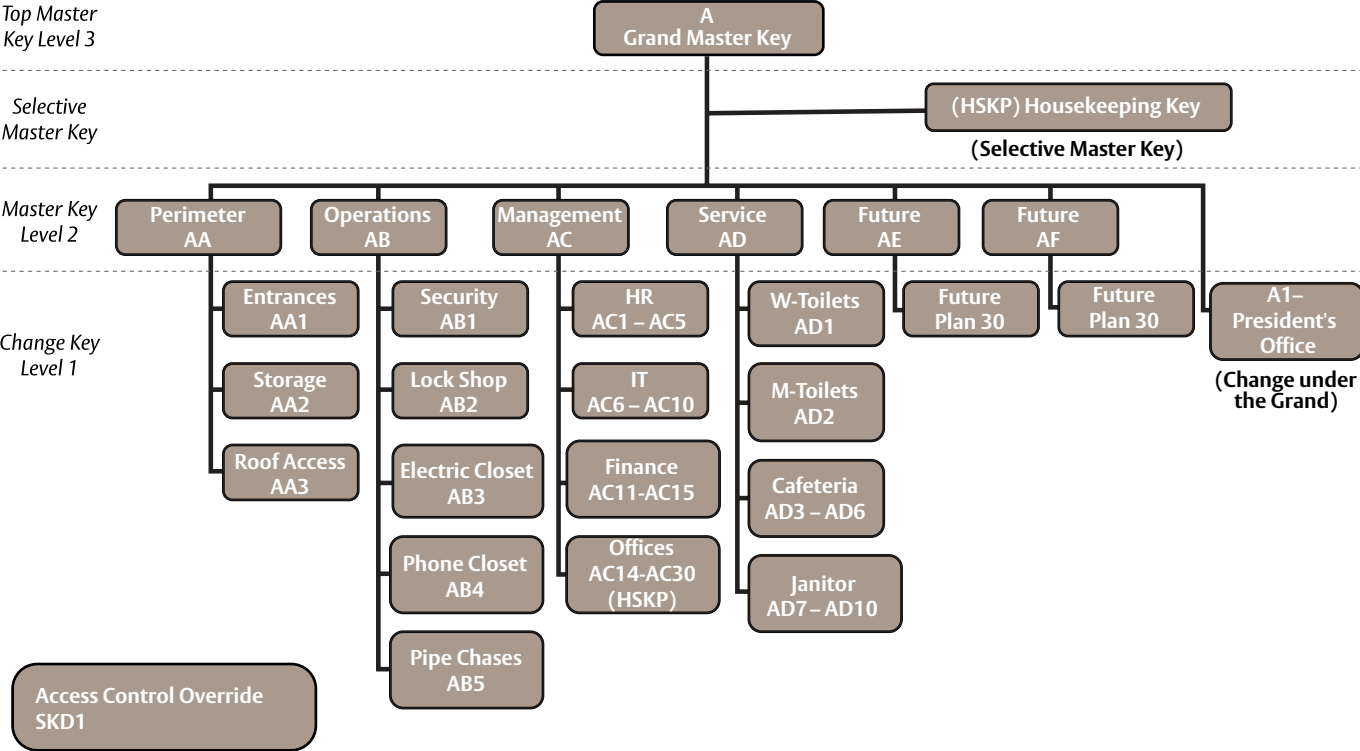 Top Master
Key Level 3
A
Grand Master Key
Selective
Master Key
(HSKP) Housekeeping Key
(Selective Master Key)
Master Key
Level 2
Perimeter
AA
Operations
AB
Management
AC
Service
AD
Future
AE
Future
AF
Change Key
Level 1
Entrances
AA1
Storage
AA2
Roof Access
AA3
Security
AB1
Lock Shop
AB2
Electric Closet
AB3
Phone Closet
AB4
Pipe Chases
AB5
HR
AC1 – AC5
IT
AC6 – AC10
Finance
AC11-AC15
Offices
AC14-AC30
(HSKP)
W-Toilets
AD1
M-Toilets
AD2
Cafeteria
AD3 – AD6
Janitor
AD7 – AD10
Future
Plan 30
Future
Plan 30
A1–
President's
Office
(Change under
the Grand)
Access Control Override
SKD1